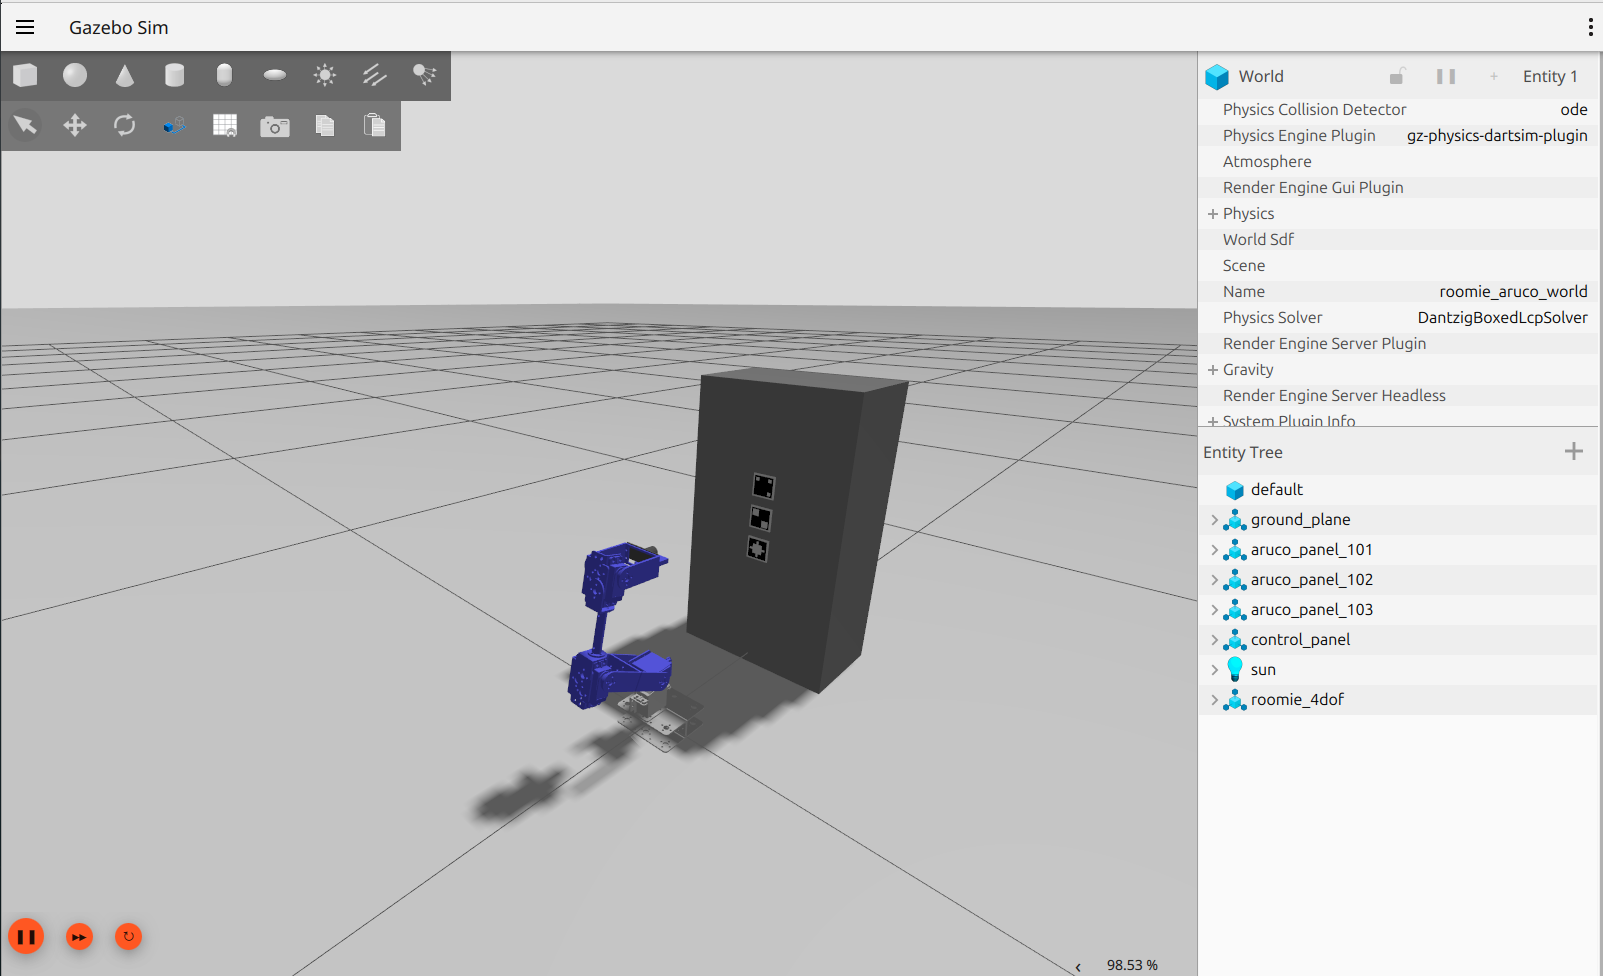 Gazebo Sim
World
Entity 1
Physics Collision Detector ode
Physics Engine Plugin gz-physics-dartsim-plugin
Atmosphere
Render Engine Gui Plugin
Physics
World Sdf
Scene
Name roomie_aruco_world
Physics Solver DantzigBoxedLcpSolver
Render Engine Server Plugin
Gravity
Render Engine Server Headless
System Plugin Info
Entity Tree
default
ground_plane
aruco_panel_101
aruco_panel_102
aruco_panel_103
control_panel
sun
roomie_4dof
98.53 %